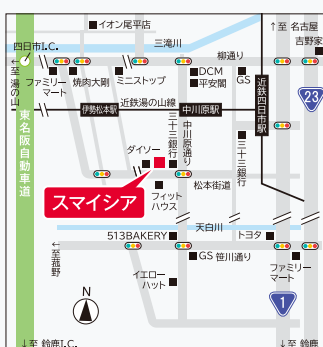 イオン尾平店
↑至 名古屋
四日市I.C.
三滝川
柳通り
吉野家
←至湯の山
ファミリーマート
焼肉大剛
ミニストップ
DCM
平安閣
GS
近鉄四日市駅
23
近鉄湯の山線
伊勢松本駅
中川原駅
東名阪自動車道
ダイソー
三十三銀行
中川原通り
三十三銀行
スマイシア
フィットハウス
松本街道
天白川
513BAKERY
トヨタ
←至菰野
GS
笹川通り
イエローハット
ファミリーマート
N
1
↓至 鈴鹿I.C.
↓至 鈴鹿